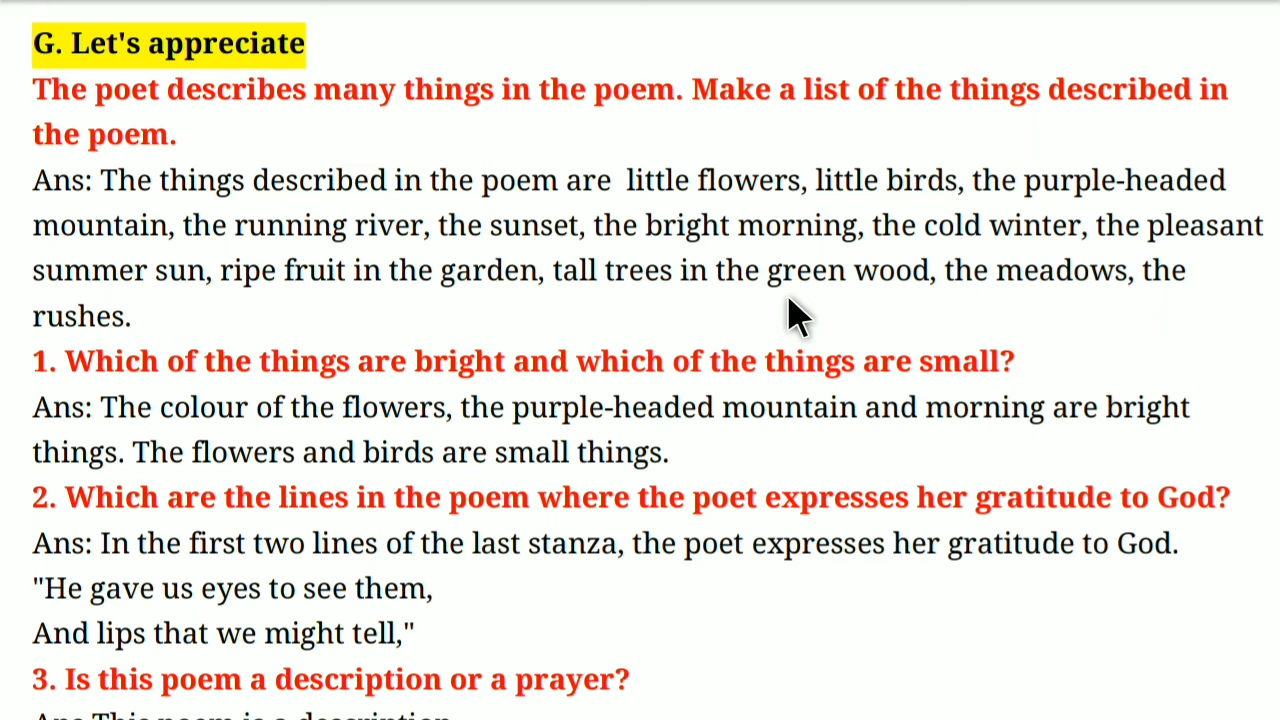 G. Let's appreciate
The poet describes many things in the poem. Make a list of the things described in
the poem.
Ans: The things described in the poem are  little flowers, little birds, the purple-headed
mountain, the running river, the sunset, the bright morning, the cold winter, the pleasant
summer sun, ripe fruit in the garden, tall trees in the green wood, the meadows, the
rushes.
1. Which of the things are bright and which of the things are small?
Ans: The colour of the flowers, the purple-headed mountain and morning are bright
things. The flowers and birds are small things.
2. Which are the lines in the poem where the poet expresses her gratitude to God?
Ans: In the first two lines of the last stanza, the poet expresses her gratitude to God.
"He gave us eyes to see them,
And lips that we might tell,"
3. Is this poem a description or a prayer?
Ans This poem is a description